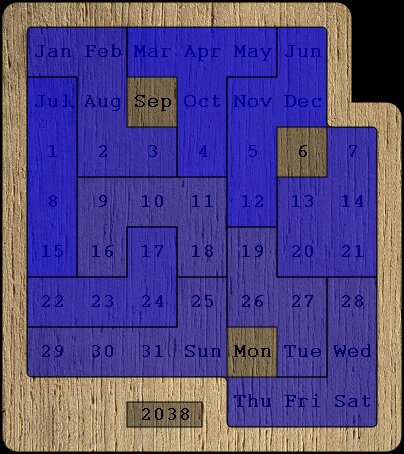 Jan Feb Mar Apr May Jun
Jul Aug Sep Oct Nov Dec
1 2 3 4 5 6 7
8 9 10 11 12 13 14
15 16 17 18 19 20 21
22 23 24 25 26 27 28
29 30 31 Sun Mon Tue Wed
Thu Fri Sat
2038